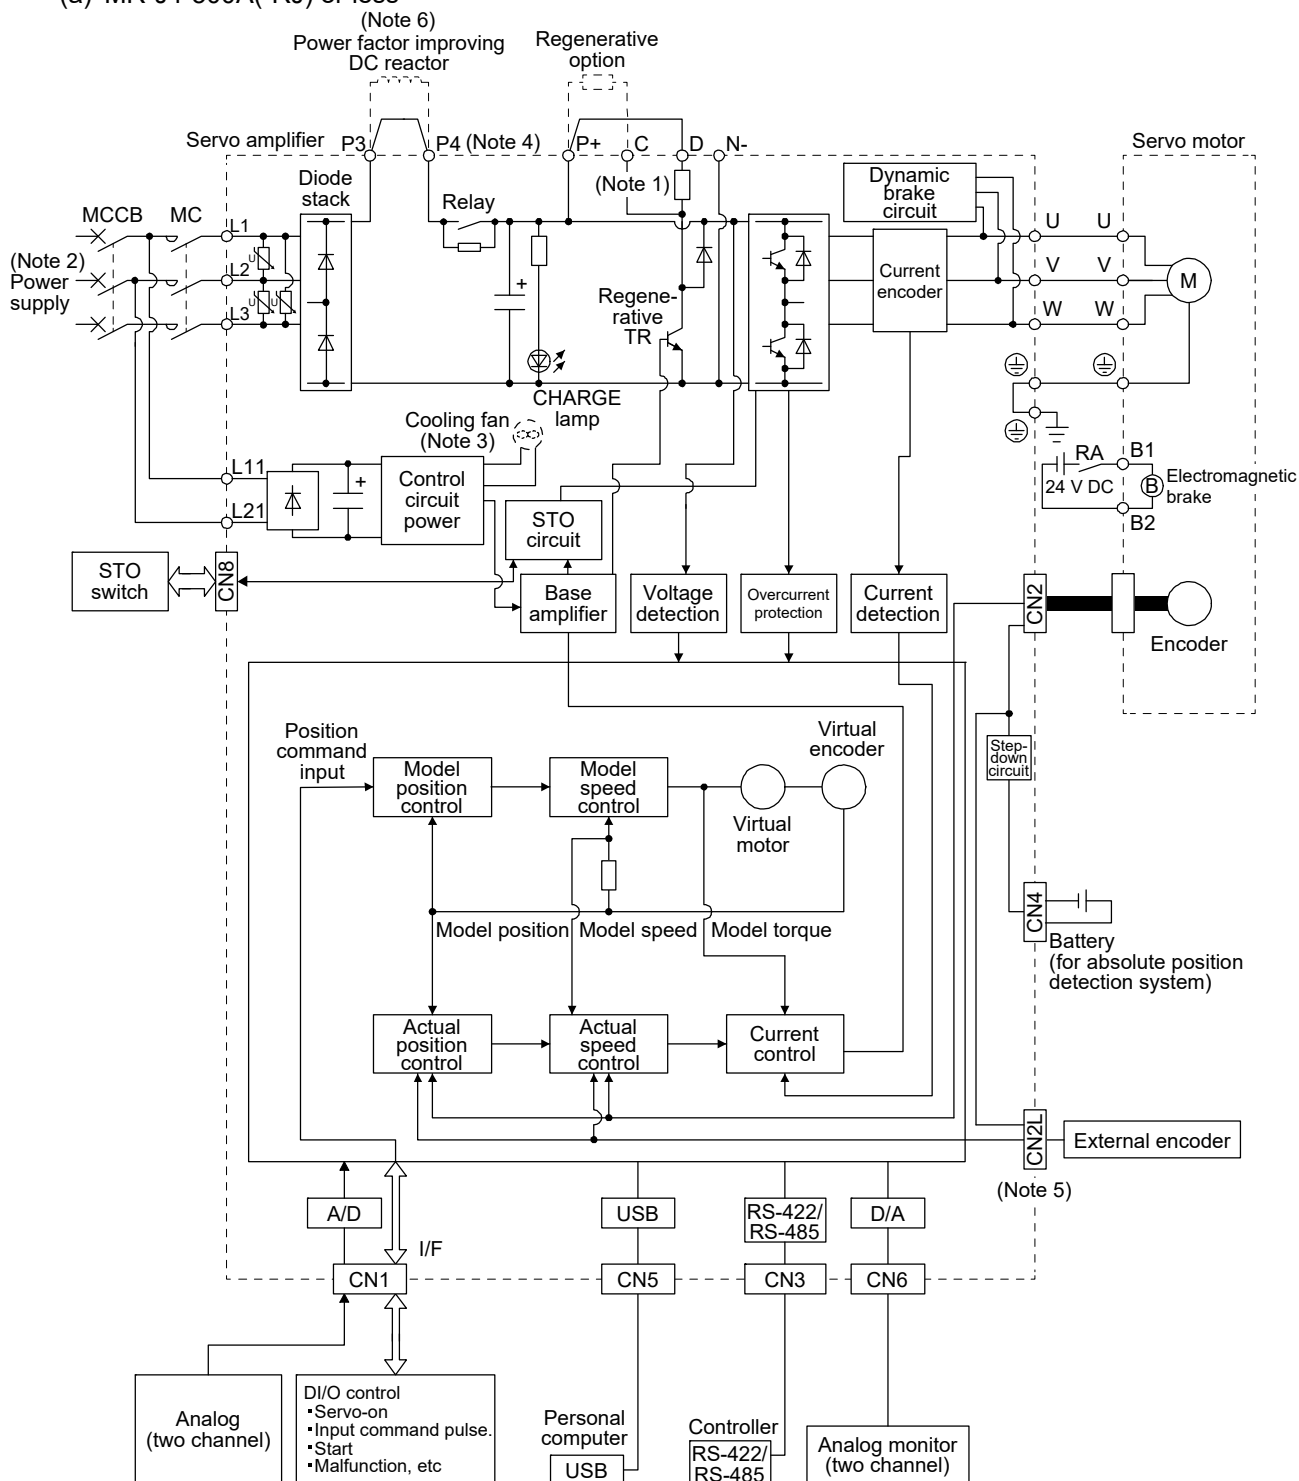 (Note 6)
Power factor improving
DC reactor
Regenerative
option
Servo amplifier
P3
P4
(Note 4)
P+
C
D
N-
Servo motor
Diode
stack
(Note 1)
Dynamic
brake
circuit
Relay
MCCB
MC
L1
U
U
(Note 2)
Power
supply
U
L2
Current
encoder
V
V
M
+
U
U
Regene-
rative
TR
L3
W
W
CHARGE
lamp
Cooling fan
(Note 3)
RA
B1
L11
+
Control
circuit
power
24 V DC
B
Electromagnetic
brake
L21
STO
circuit
B2
STO
switch
CN8
Base
amplifier
Voltage
detection
Overcurrent
protection
Current
detection
CN2
Encoder
Position
command
input
Virtual
encoder
Step-
down
circuit
Model
position
control
Model
speed
control
Virtual
motor
CN4
Model position
Model speed
Model torque
Battery
(for absolute position
detection system)
Actual
position
control
Actual
speed
control
Current
control
CN2L
External encoder
(Note 5)
A/D
USB
RS-422/
RS-485
D/A
I/F
CN1
CN5
CN3
CN6
Analog
(two channel)
DI/O control
▪Servo-on
▪Input command pulse.
▪Start
▪Malfunction, etc
Personal
computer
USB
Controller
RS-422/
RS-485
Analog monitor
(two channel)